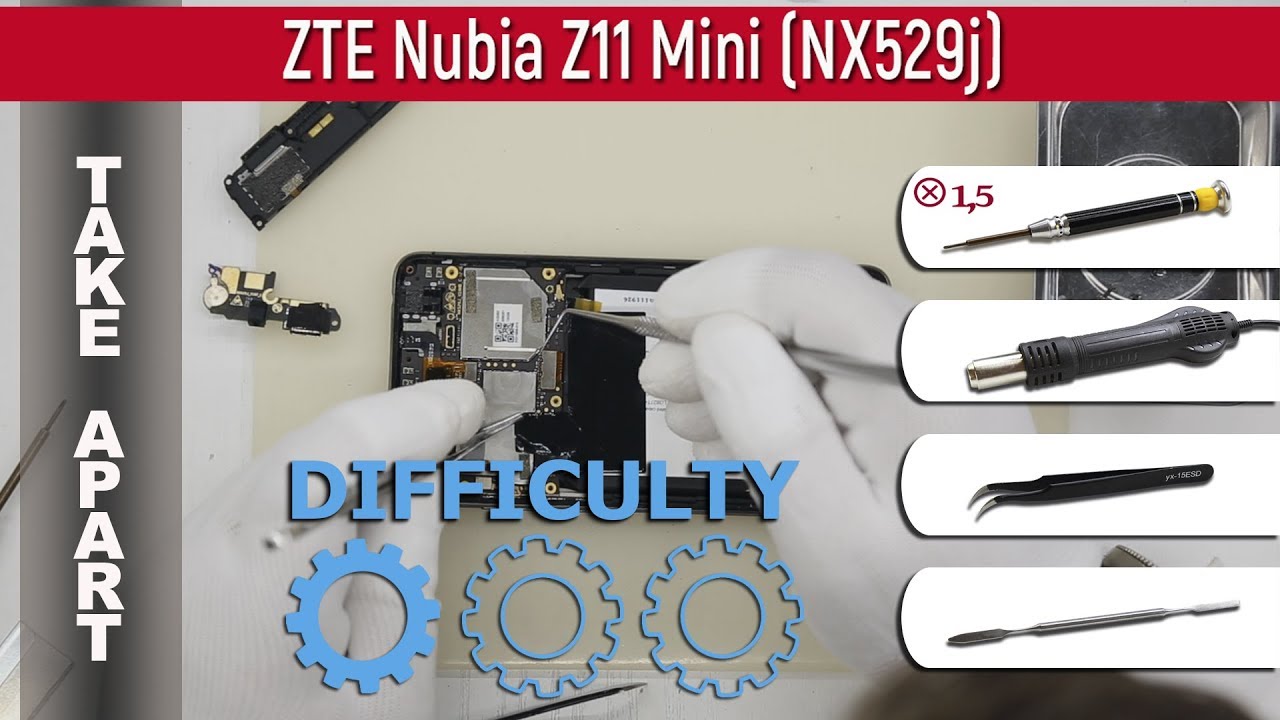 ZTE Nubia Z11 Mini (NX529j)
TAKE APART
1,5
yx-15ESD
DIFFICULTY